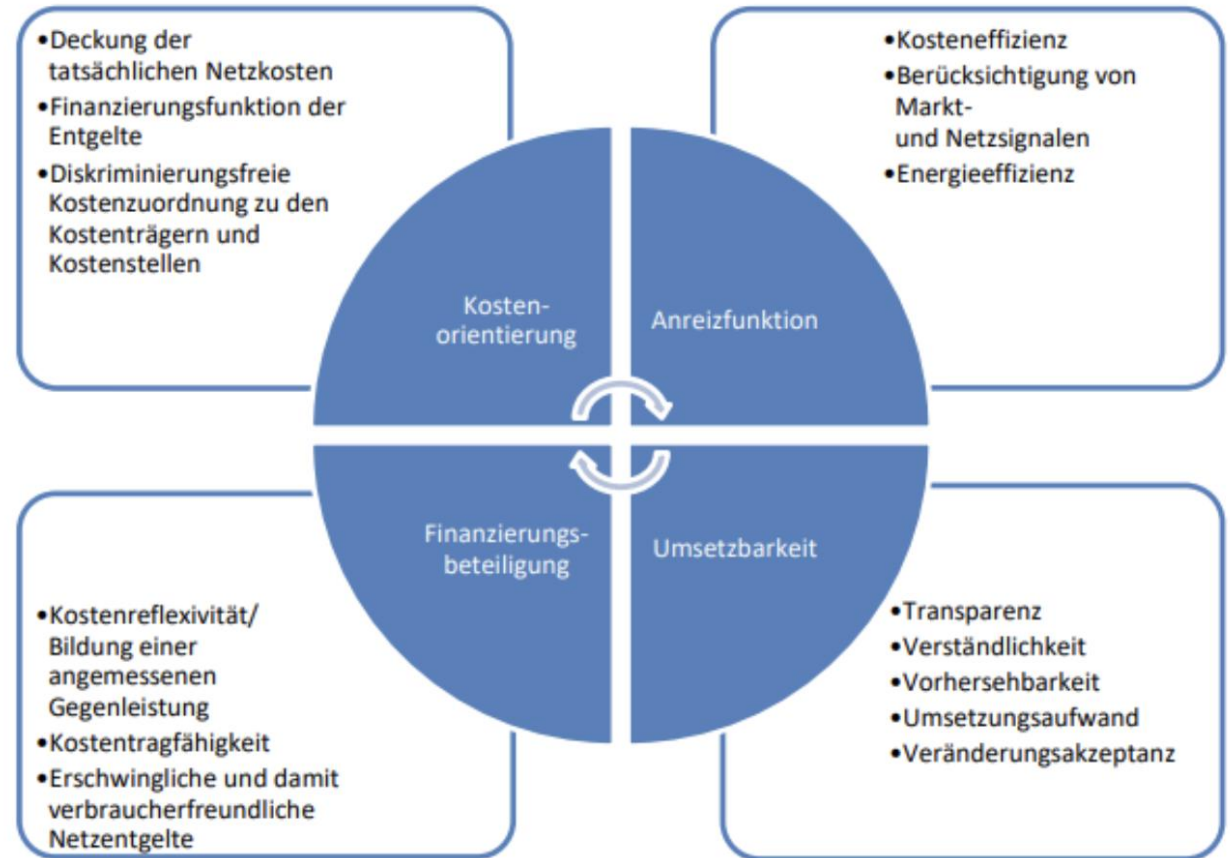 •Deckung der
tatsächlichen Netzkosten
•Finanzierungsfunktion der
Entgelte
•Diskriminierungsfreie
Kostenzuordnung zu den
Kostenträgern und
Kostenstellen
•Kosteneffizienz
•Berücksichtigung von
Markt-
und Netzsignalen
•Energieeffizienz
Kosten-
orientierung
Anreizfunktion
Finanzierungs-
beteiligung
Umsetzbarkeit
•Kostenreflexivität/
Bildung einer
angemessenen
Gegenleistung
•Kostentragfähigkeit
•Erschwingliche und damit
verbraucherfreundliche
Netzentgelte
•Transparenz
•Verständlichkeit
•Vorhersehbarkeit
•Umsetzungsaufwand
•Veränderungsakzeptanz